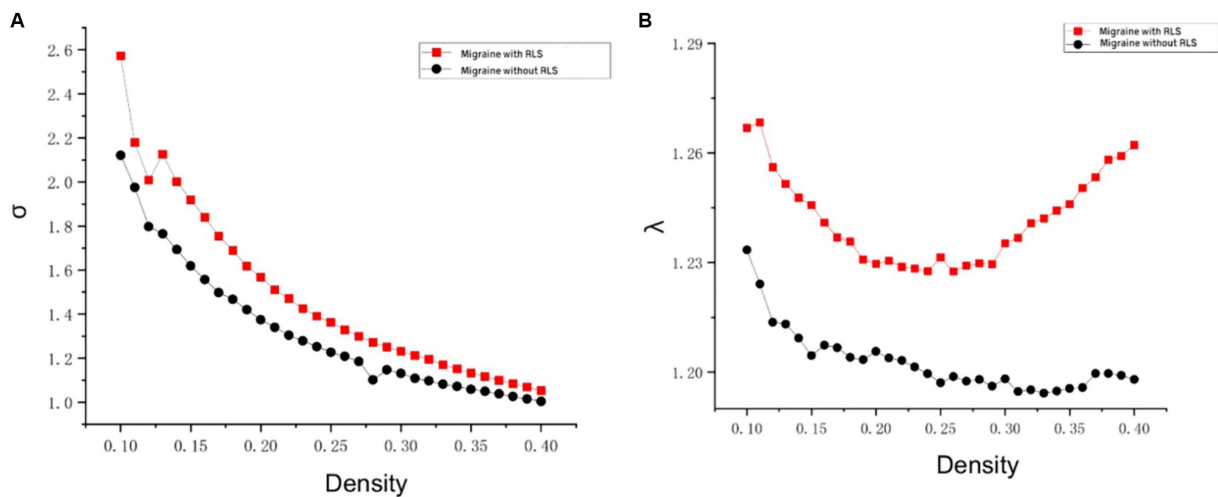 A
2.6
2.4
2.2
2.0
1.8
1.6
1.4
1.2
1.0
σ
0.10
0.15
0.20
0.25
0.30
0.35
0.40
Density
Migraine with RLS
Migraine without RLS
B
1.29
1.26
1.23
1.20
λ
0.10
0.15
0.20
0.25
0.30
0.35
0.40
Density
Migraine with RLS
Migraine without RLS